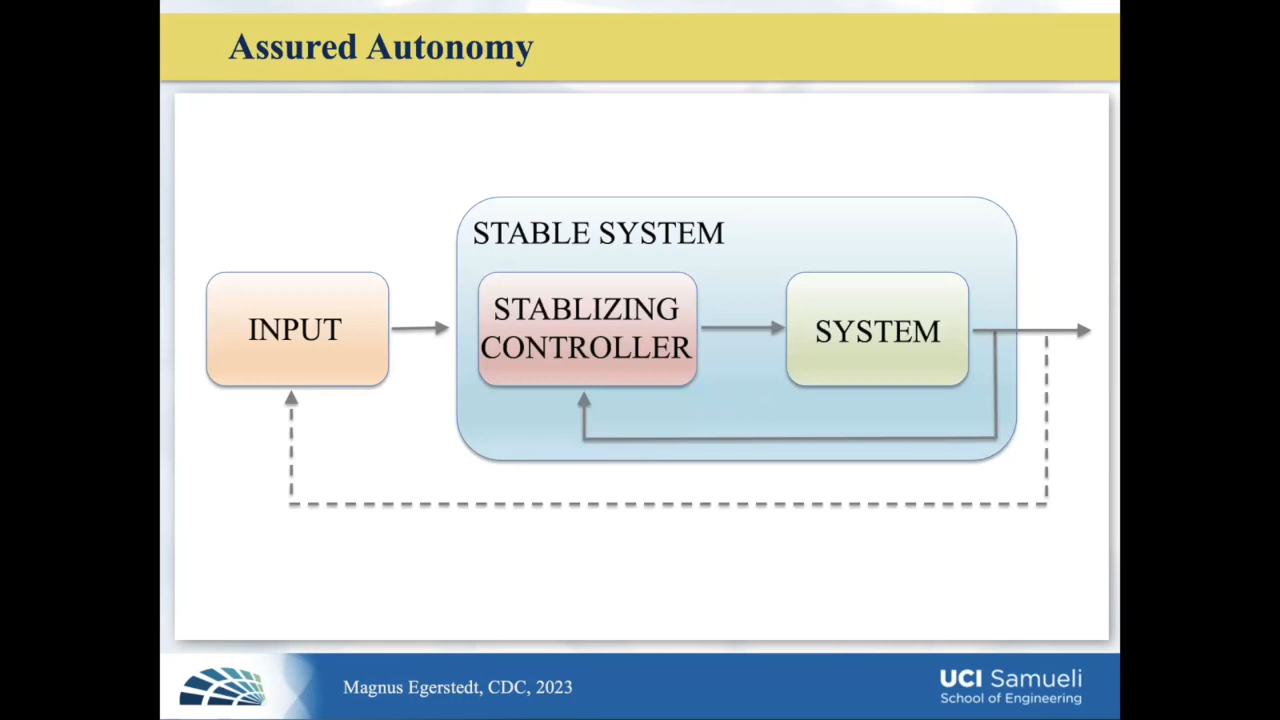 Assured Autonomy
STABLE SYSTEM
INPUT
STABLIZING
CONTROLLER
SYSTEM
Magnus Egerstedt, CDC, 2023
UCI Samueli
School of Engineering